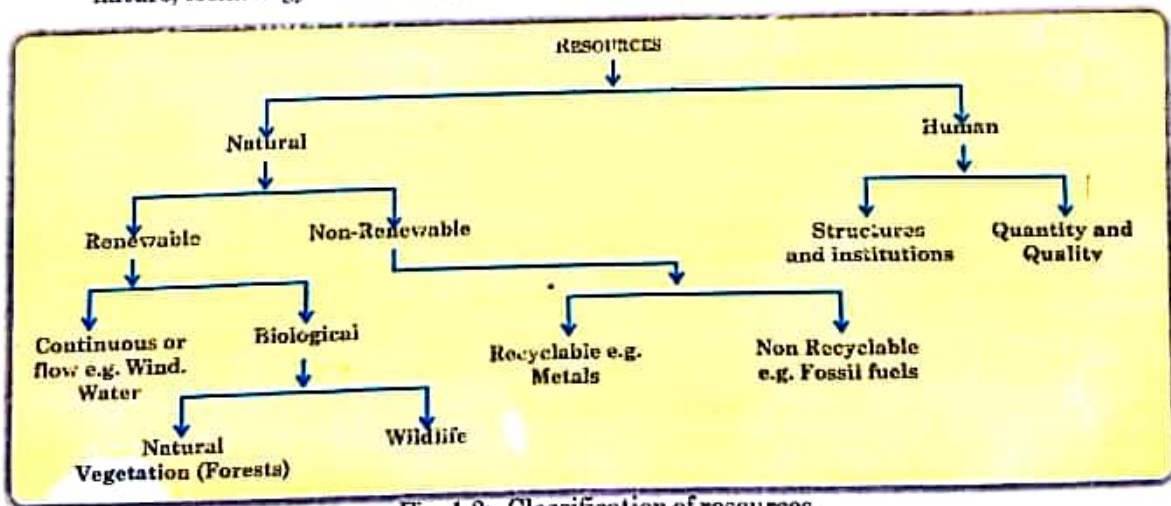 RESOURCES
Natural
Human
Renewable
Non-Renewable
Structures
and institutions
Quantity and
Quality
Continuous or
flow e.g. Wind.
Water
Biological
Recyclable e.g.
Metals
Non Recyclable
e.g. Fossil fuels
Natural
Vegetation (Forests)
Wildlife
Classification of resources